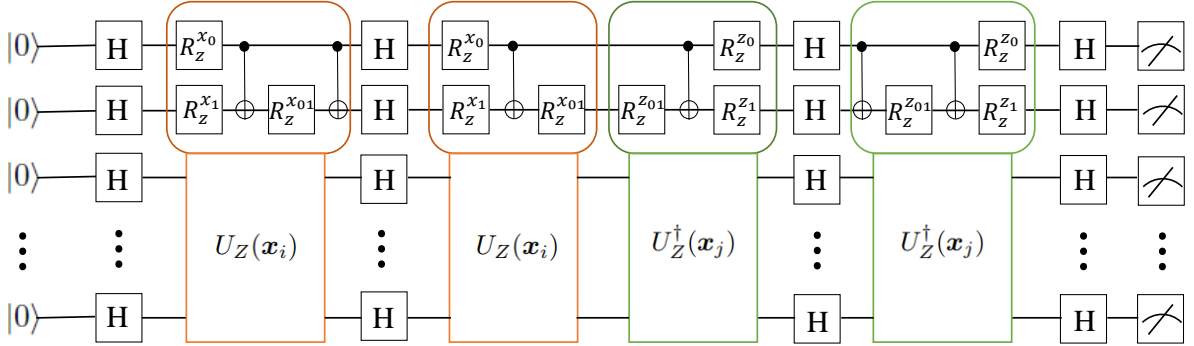 |0⟩ H R_Z^{x_0} H R_Z^{x_0} R_Z^{z_0} H R_Z^{z_0} H
|0⟩ H R_Z^{x_1} R_Z^{x_{01}} H R_Z^{x_1} R_Z^{x_{01}} R_Z^{z_{01}} R_Z^{z_1} H R_Z^{z_{01}} R_Z^{z_1} H
|0⟩ H H H H
U_Z(x_i) U_Z(x_i) U_Z^†(x_j) U_Z^†(x_j)
|0⟩ H H H H